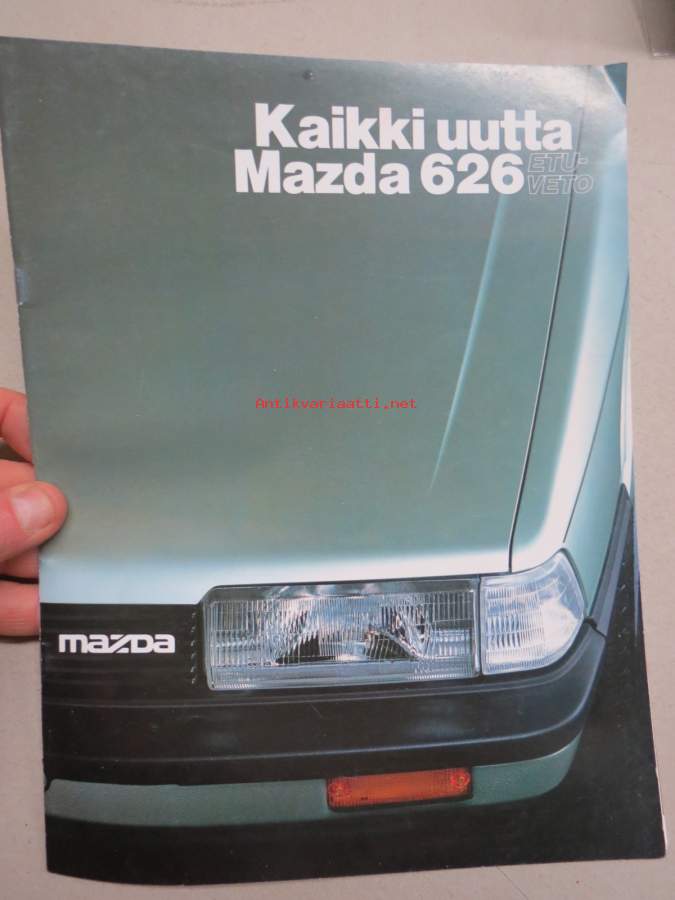 Kaikki uutta
Mazda 626 ETU-
VETO
Antikvariaatti.net
mazda